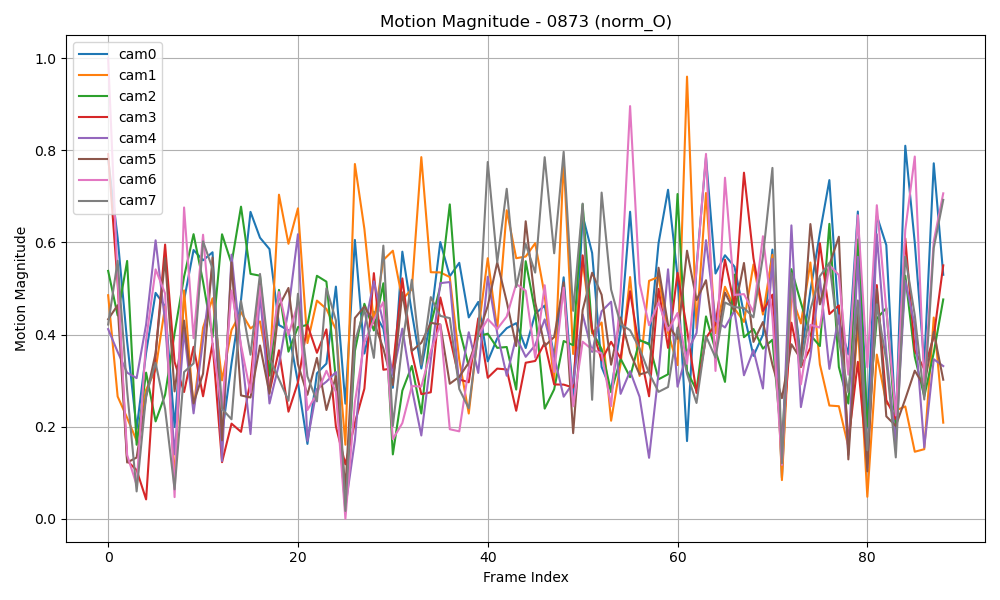 Motion Magnitude - 0873 (norm_O)
Motion Magnitude
1.0
0.8
0.6
0.4
0.2
0.0
cam0
cam1
cam2
cam3
cam4
cam5
cam6
cam7
0 20 40 60 80
Frame Index